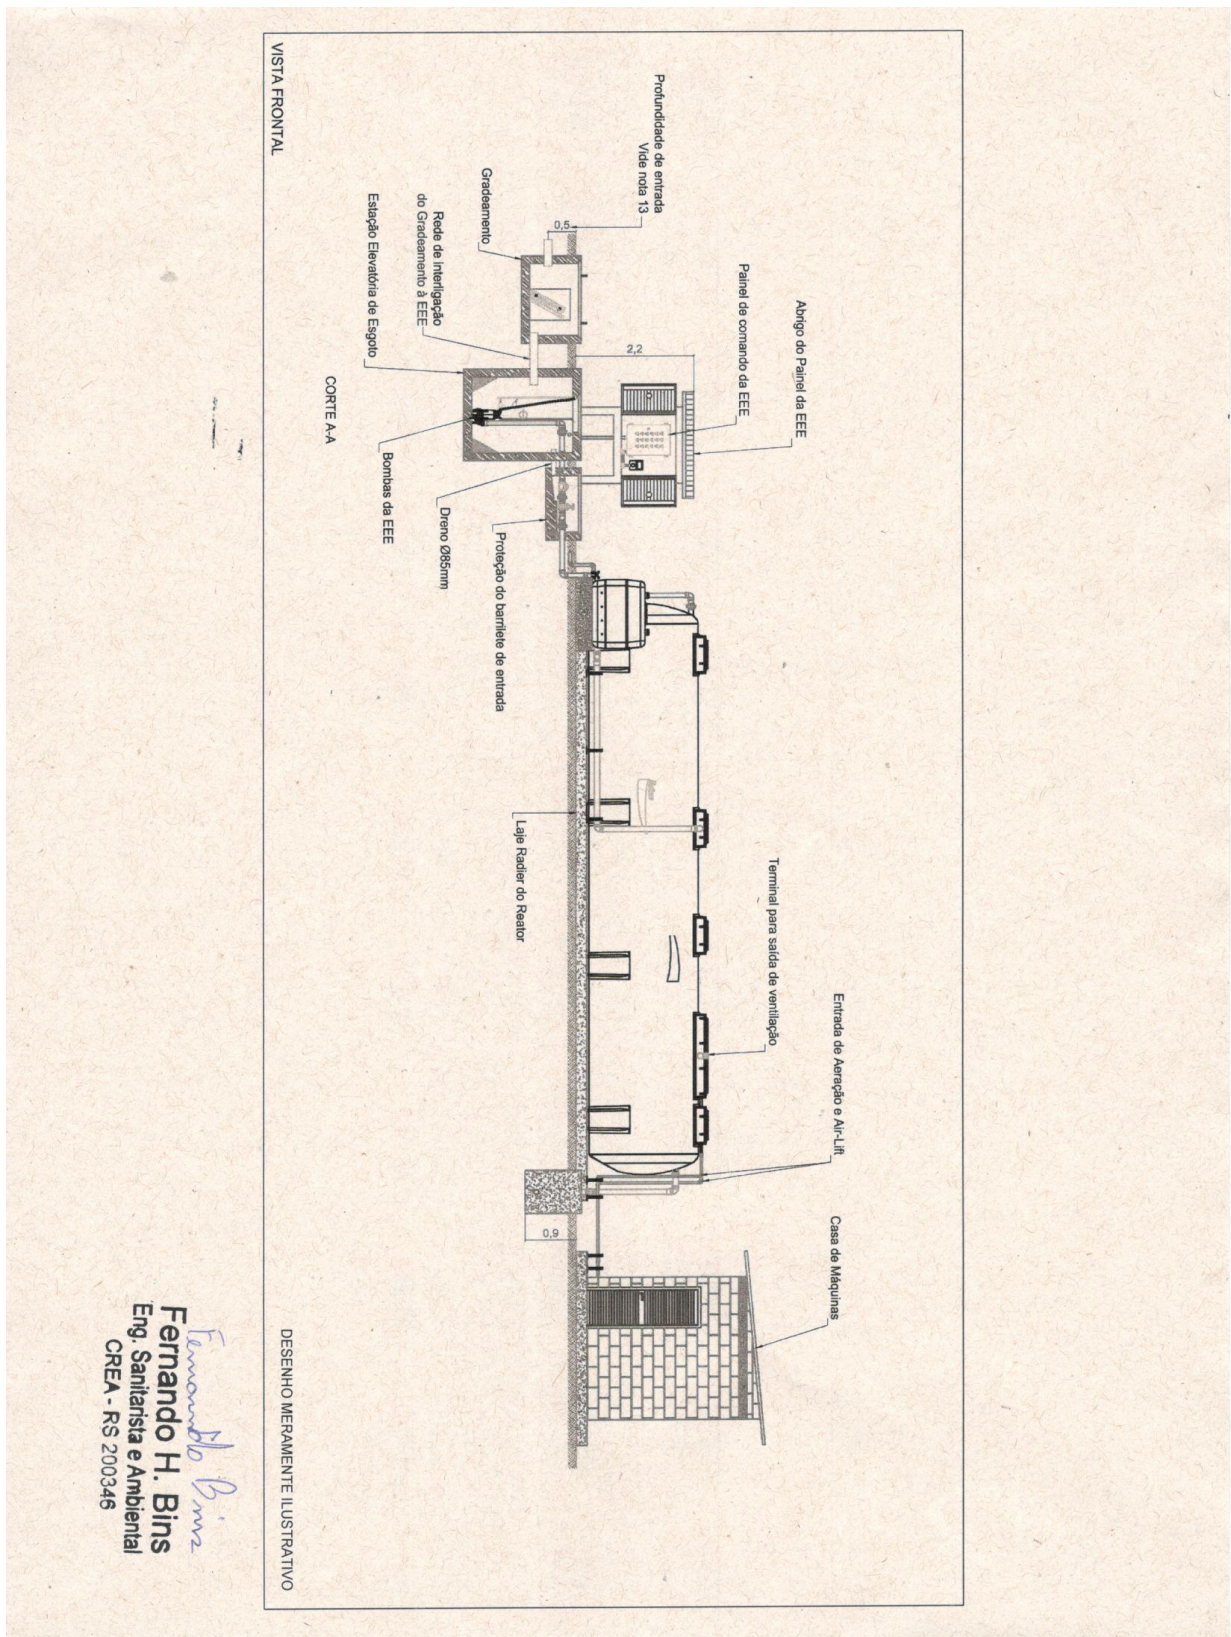 Abrigo do Painel da EEE
Painel de comando da EEE
Profundidade de entrada
Vide nota 13
0,5
2,2
Gradeamento
Rede de interligação
do Gradeamento à EEE
Estação Elevatória de Esgoto
CORTE A-A
Bombas da EEE
Dreno Ø85mm
Proteção do barrilete de entrada
Laje Radier do Reator
Terminal para saída de ventilação
Entrada de Aeração e Air-Lift
Casa de Máquinas
0,9
VISTA FRONTAL
DESENHO MERAMENTE ILUSTRATIVO
Fernando Bins
Fernando H. Bins
Eng. Sanitarista e Ambiental
CREA - RS 200346